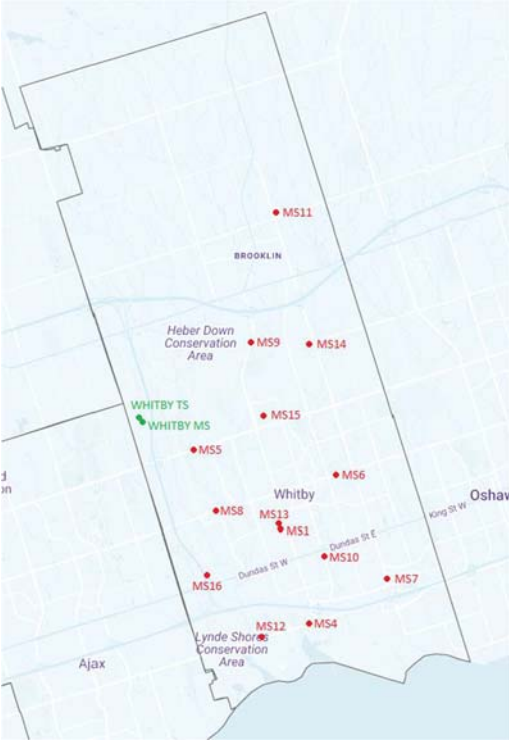 MS11
BROOKLIN
Heber Down
Conservation
Area
MS9
MS14
WHITBY TS
WHITBY MS
MS15
MS5
MS6
Whitby
Oshaw
MS8
MS13
MS1
King St W
Dundas St E
MS10
Dundas St W
MS7
MS16
MS12
MS4
Lynde Shores
Conservation
Area
Ajax